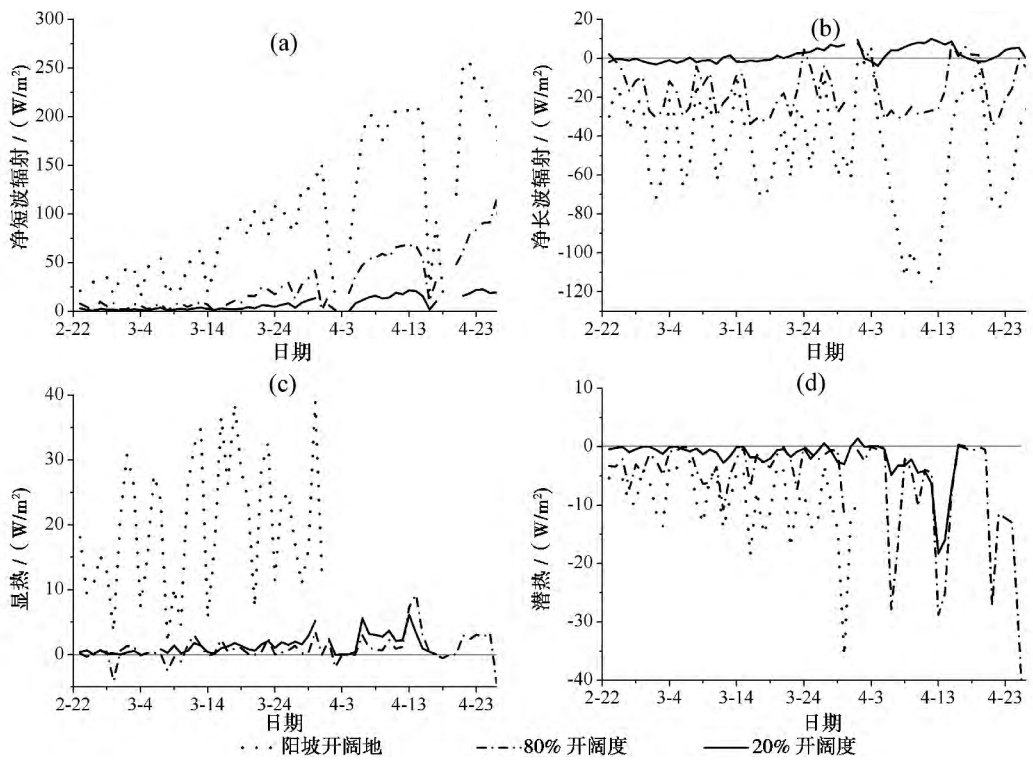 (a)
净短波辐射 / ( W/m²)
300
250
200
150
100
50
0
2-22 3-4 3-14 3-24 4-3 4-13 4-23
日期
(b)
净长波辐射 / ( W/m²)
0
-20
-40
-60
-80
-100
-120
2-22 3-4 3-14 3-24 4-3 4-13 4-23
日期
(c)
显热 / ( W/m²)
40
30
20
10
0
2-22 3-4 3-14 3-24 4-3 4-13 4-23
日期
(d)
潜热 / ( W/m²)
10
0
-10
-20
-30
-40
2-22 3-4 3-14 3-24 4-3 4-13 4-23
日期
阳坡开阔地 80% 开阔度 20% 开阔度